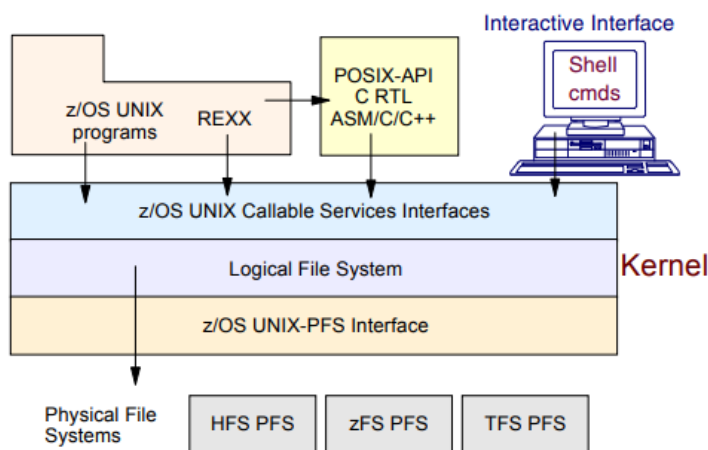 Interactive Interface
z/OS UNIX
programs
REXX
POSIX-API
C RTL
ASM/C/C++
Shell
cmds
z/OS UNIX Callable Services Interfaces
Logical File System
Kernel
z/OS UNIX-PFS Interface
Physical File
Systems
HFS PFS
zFS PFS
TFS PFS